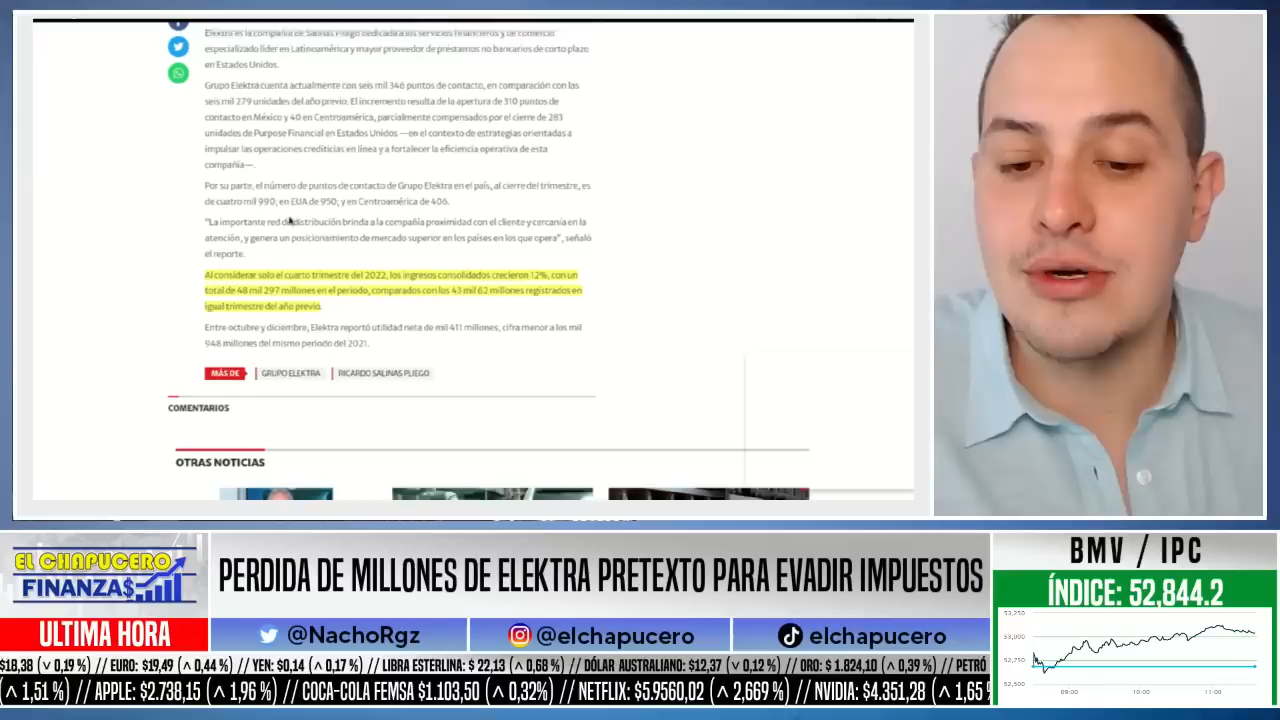 Elektra es la compañía de Salinas Pliego dedicada a los servicios financieros y de comercio
especializado líder en Latinoamérica y mayor proveedor de préstamos no bancarios de corto plazo
en Estados Unidos.
Grupo Elektra cuenta actualmente con seis mil 346 puntos de contacto, en comparación con las
seis mil 279 unidades del año previo. El incremento resulta de la apertura de 310 puntos de
contacto en México y 40 en Centroamérica, parcialmente compensados por el cierre de 283
unidades de Purpose Financial en Estados Unidos —en el contexto de estrategias orientadas a
impulsar las operaciones crediticias en línea y a fortalecer la eficiencia operativa de esta
compañía—.
Por su parte, el número de puntos de contacto de Grupo Elektra en el país, al cierre del trimestre, es
de cuatro mil 990; en EUA de 950; y en Centroamérica de 406.
"La importante red de distribución brinda a la compañía proximidad con el cliente y cercanía en la
atención, y genera un posicionamiento de mercado superior en los países en los que opera", señaló
el reporte.
Al considerar solo el cuarto trimestre del 2022, los ingresos consolidados crecieron 12%, con un
total de 48 mil 297 millones en el periodo, comparados con los 43 mil 62 millones registrados en
igual trimestre del año previo.
Entre octubre y diciembre, Elektra reportó utilidad neta de mil 411 millones, cifra menor a los mil
948 millones del mismo periodo del 2021.
MÁS DE GRUPO ELEKTRA RICARDO SALINAS PLIEGO
COMENTARIOS
OTRAS NOTICIAS
EL CHAPUCERO
FINANZA$
PERDIDA DE MILLONES DE ELEKTRA PRETEXTO PARA EVADIR IMPUESTOS
BMV / IPC
ÍNDICE: 52,844.2
53,250
53,000
52,750
52,500
09:00 10:00 11:00
ULTIMA HORA
@NachoRgz @elchapucero elchapucero
$18,38 (v 0,19 %) // EURO: $19,49 (^ 0,44 %) // YEN: $0,14 (^ 0,17 %) // LIBRA ESTERLINA: $ 22,13 (^ 0,68 %) // DÓLAR AUSTRALIANO: $12,37 (v 0,12 %) // ORO: $ 1.824,10 (^ 0,39 %) // PETRÓ
(^ 1,51 %) // APPLE: $2.738,15 (^ 1,96 %) // COCA-COLA FEMSA $1.103,50 (^ 0,32%) // NETFLIX: $5.9560,02 (^ 2,669 %) // NVIDIA: $4.351,28 (^ 1,65 %